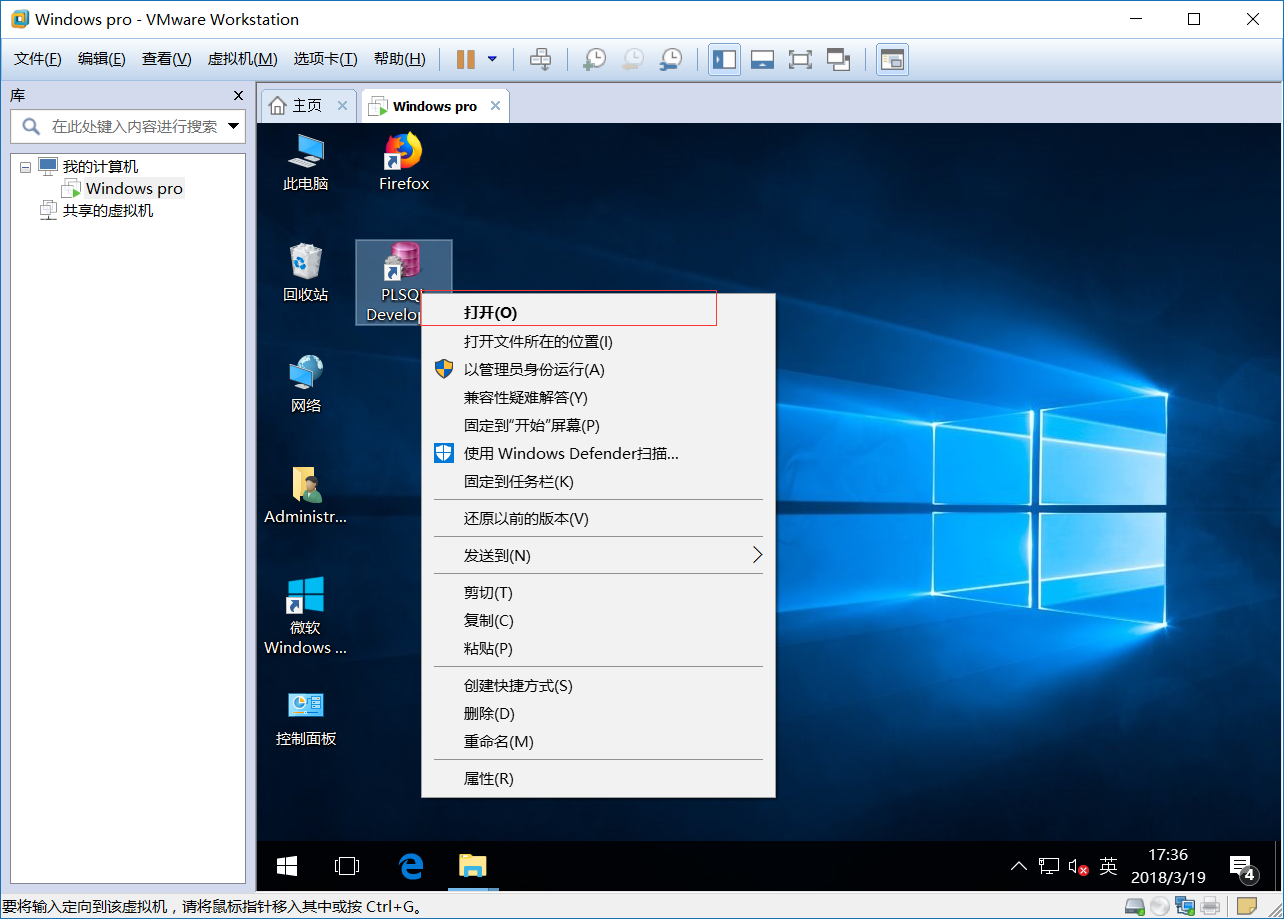 Windows pro - VMware Workstation
文件(F) 编辑(E) 查看(V) 虚拟机(M) 选项卡(T) 帮助(H)
库
在此处键入内容进行搜索
我的计算机
Windows pro
共享的虚拟机
主页
Windows pro
此电脑
Firefox
回收站
PLSQ
Develop
网络
Administr...
微软
Windows ...
控制面板
打开(O)
打开文件所在的位置(I)
以管理员身份运行(A)
兼容性疑难解答(Y)
固定到“开始”屏幕(P)
使用 Windows Defender扫描...
固定到任务栏(K)
还原以前的版本(V)
发送到(N)
剪切(T)
复制(C)
粘贴(P)
创建快捷方式(S)
删除(D)
重命名(M)
属性(R)
英
17:36
2018/3/19
4
要将输入定向到该虚拟机，请将鼠标指针移入其中或按 Ctrl+G。